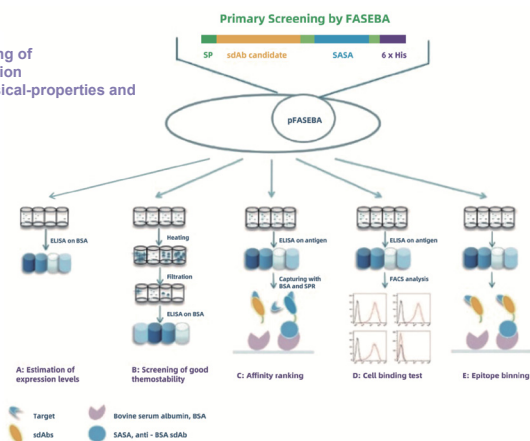 Primary Screening by FASEBA
ng of
ion
sical-properties and
SP sdAb candidate SASA 6 x His
pFASEBA
ELISA on BSA
Heating
Filtration
ELISA on BSA
ELISA on antigen
Capturing with
BSA and SPR
ELISA on antigen
FACS analysis
ELISA on BSA
A: Estimation of
expression levels
B: Screening of good
themostability
C: Affinity ranking
D: Cell binding test
E: Epitope binning
Target
Bovine serum albumin, BSA
sdAbs
SASA, anti - BSA sdAb